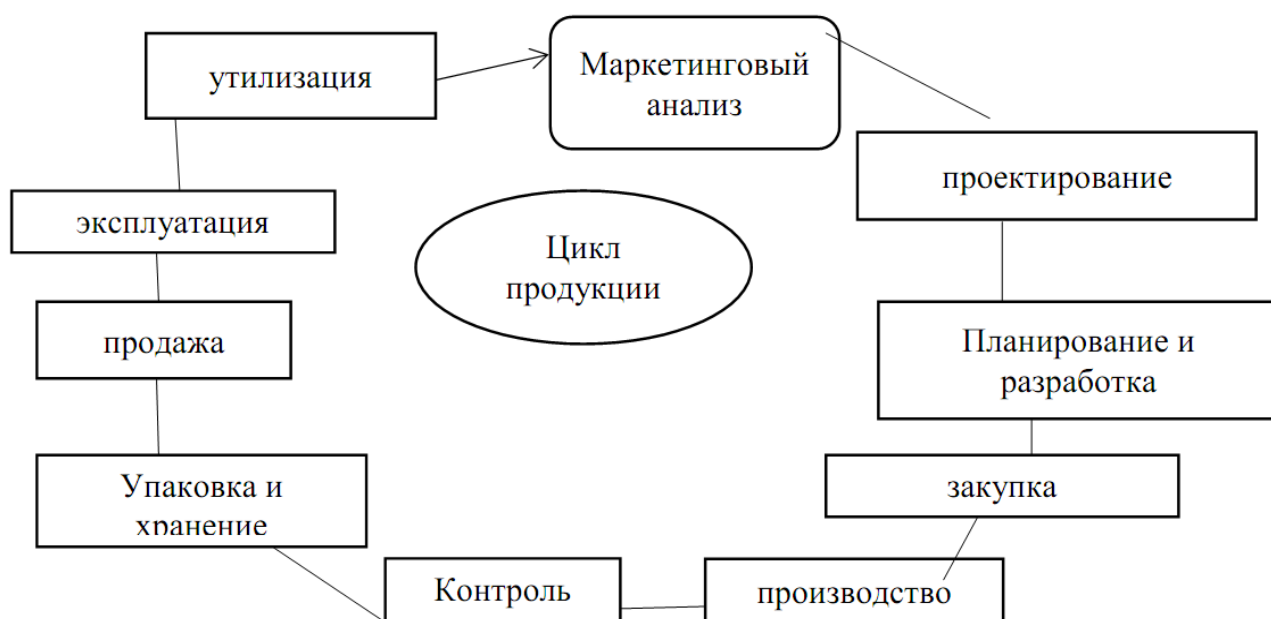 утилизация
Маркетинговый
анализ
проектирование
эксплуатация
Цикл
продукции
продажа
Планирование и
разработка
Упаковка и
хранение
закупка
Контроль
производство